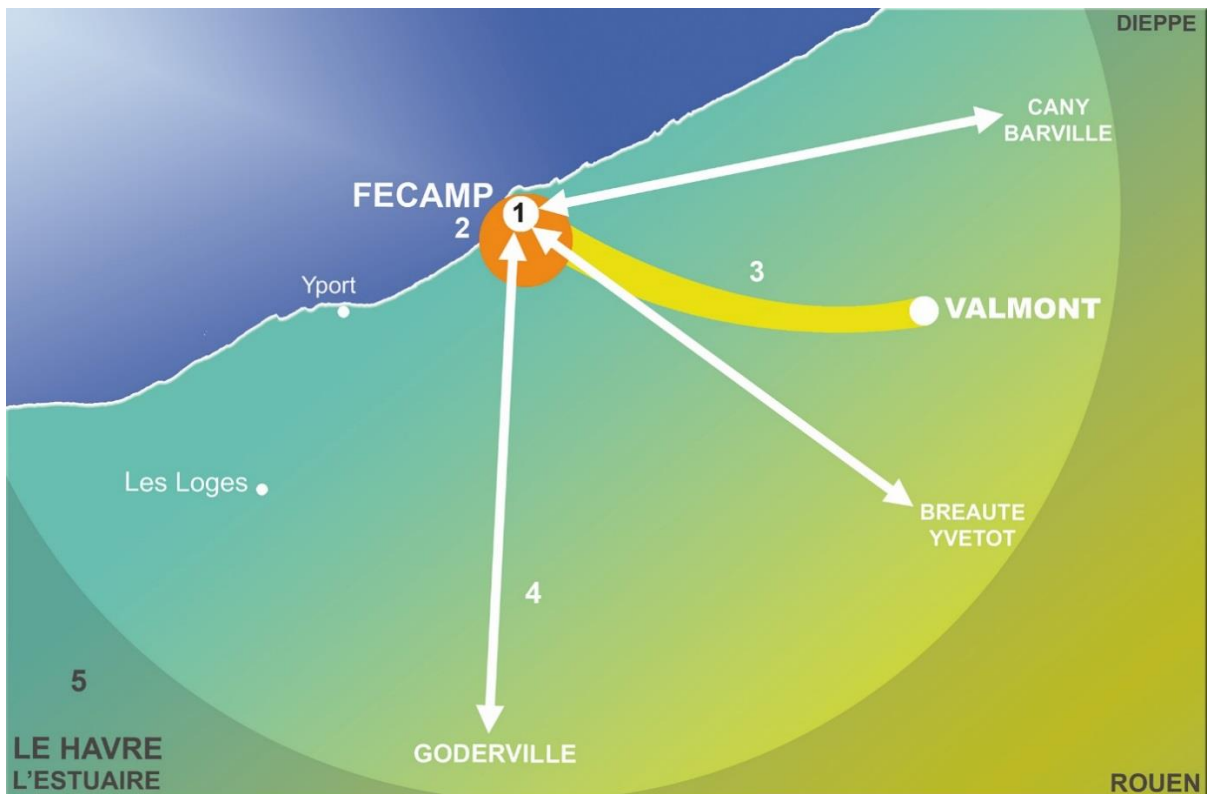 DIEPPE
CANY
BARVILLE
FECAMP
1
2
3
Yport
VALMONT
Les Loges
BREAUTE
YVETOT
4
5
LE HAVRE
L'ESTUAIRE
GODERVILLE
ROUEN